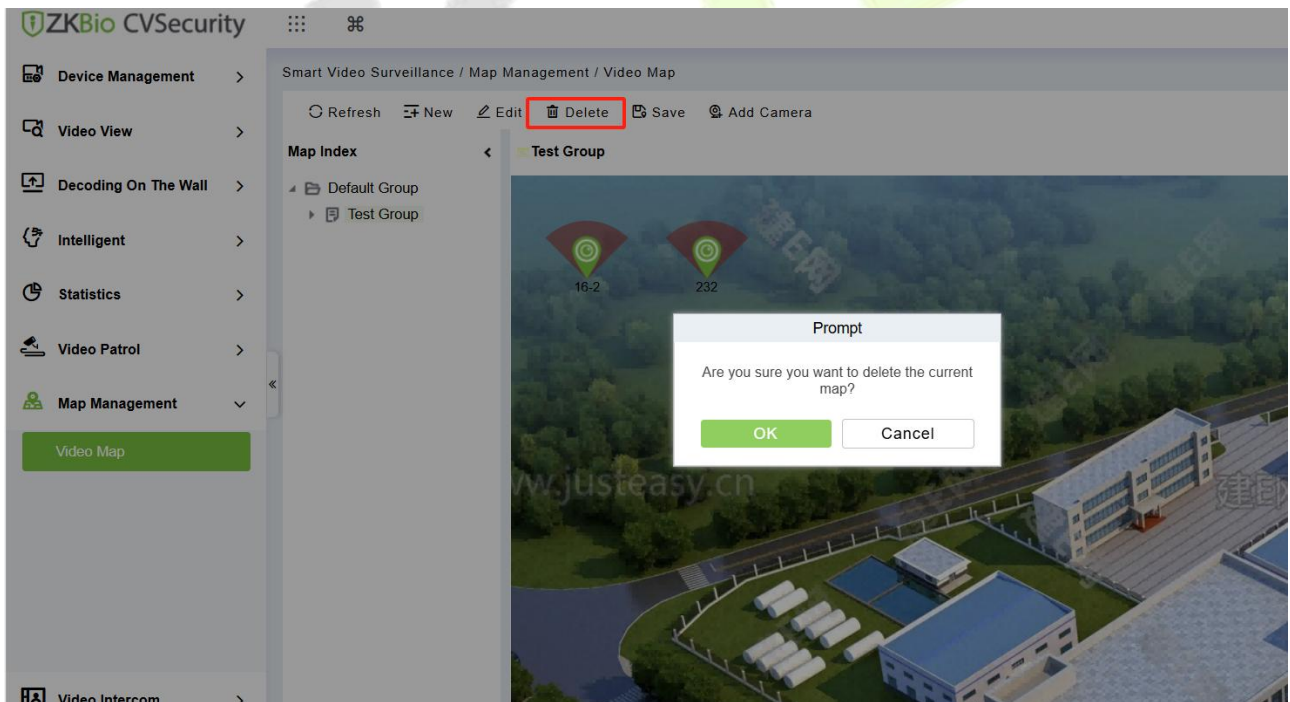 ZKBio CVSecurity
Device Management
Video View
Decoding On The Wall
Intelligent
Statistics
Video Patrol
Map Management
Video Map
Video Intercom
Smart Video Surveillance / Map Management / Video Map
Refresh New Edit Delete Save Add Camera
Map Index
Default Group
Test Group
Test Group
16-2
232
建E网
Prompt
Are you sure you want to delete the current
map?
OK Cancel
www.justeasy.cn